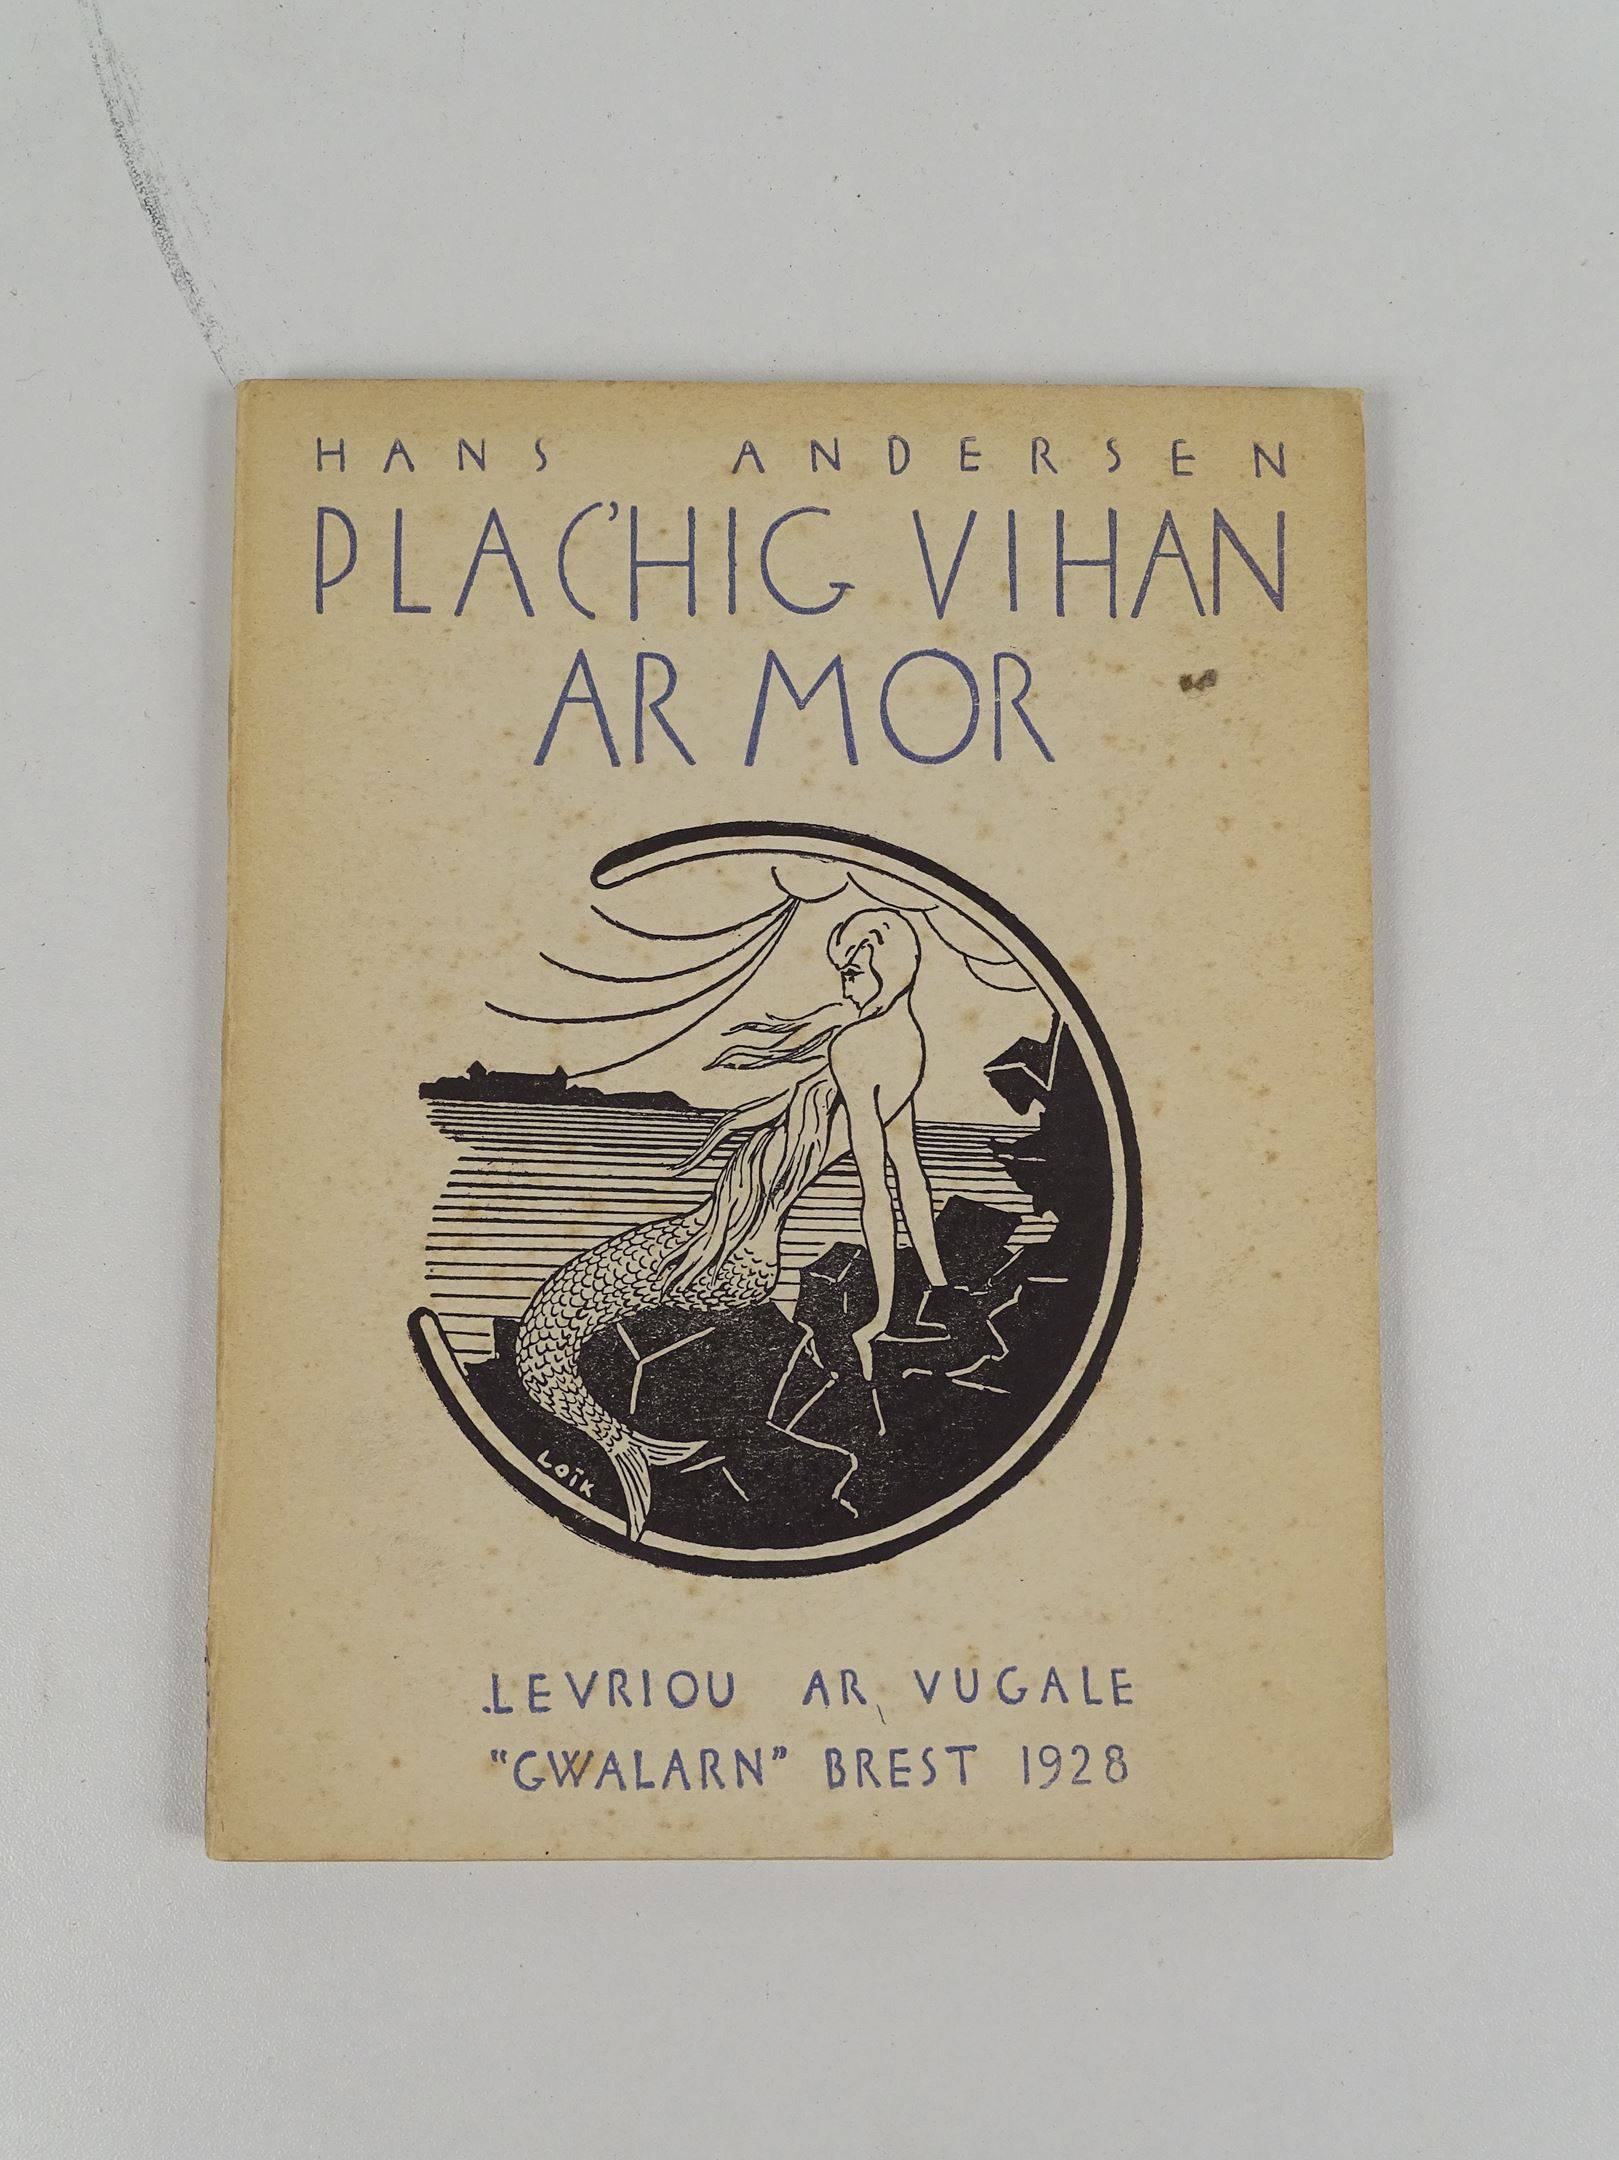 HANS ANDERSEN
PLAC'HIG VIHAN
AR MOR
LOÏK
LEVRIOU AR VUGALE
"GWALARN" BREST 1928